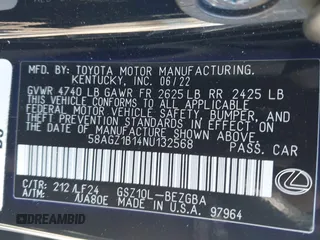 MFD. BY: TOYOTA MOTOR MANUFACTURING.
KENTUCKY, INC. 06/22
GVWR 4740 LB GAWR FR 2625 LB RR 2425 LB
THIS VEHICLE CONFORMS TO ALL APPLICABLE
FEDERAL MOTOR VEHICLE SAFETY, BUMPER,
AND THEFT PREVENTION STANDARDS IN EFFECT
ON THE DATE OF MANUFACTURE SHOWN ABOVE.
58AGZ1B14NU132568 PASS. CAR
C/TR: 212 /LF24 GSZ10L-BEZGBA
A/TM: /UA80E MADE IN U.S.A. 97964
DREAMBID